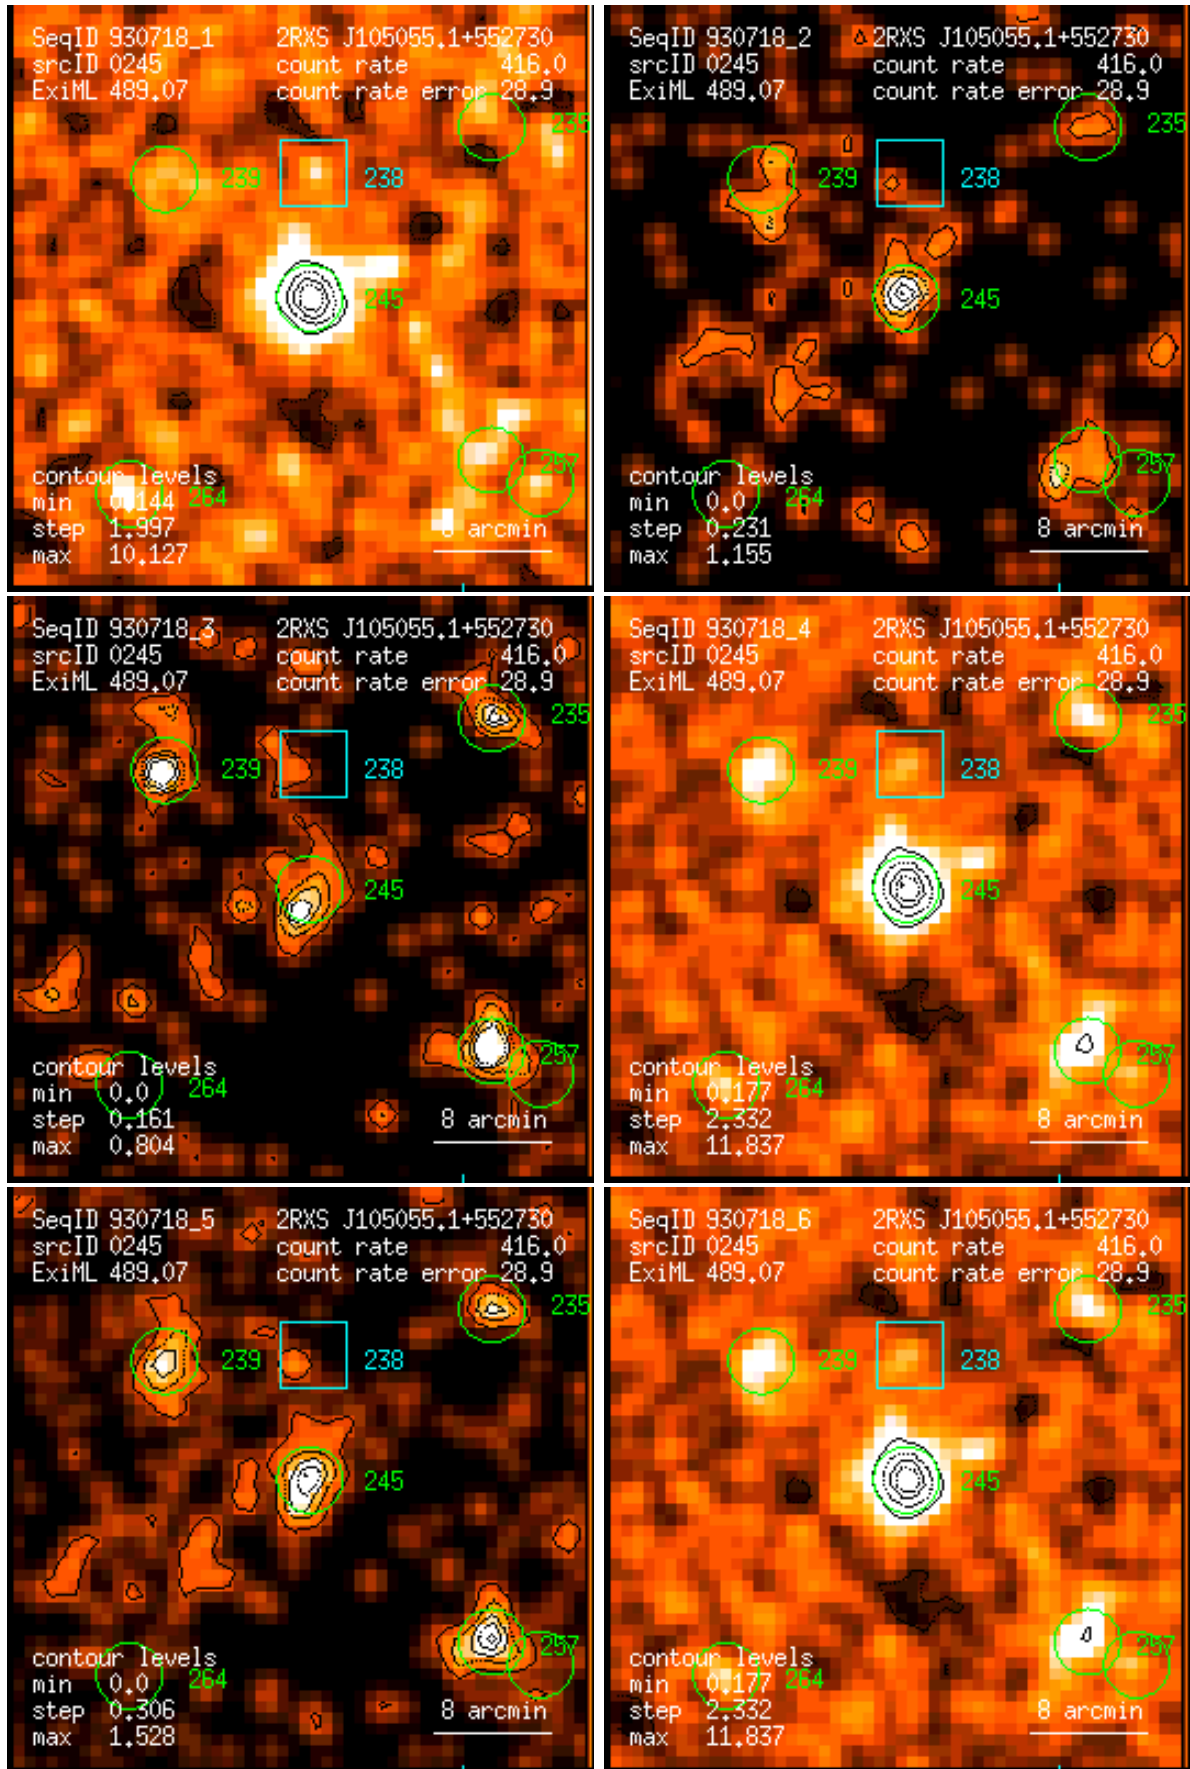 SeqID 930718_1 2RXS J105055.1+552730
srcID 0245 count rate 416.0
ExiML 489.07 count rate error 28.9
235
239 238
245
257
contour levels
min 0.144 264
step 1.997 8 arcmin
max 10.127
SeqID 930718_2 2RXS J105055.1+552730
srcID 0245 count rate 416.0
ExiML 489.07 count rate error 28.9
235
239 238
245
257
contour levels
min 0.0 264
step 0.231 8 arcmin
max 1.155
SeqID 930718_3 2RXS J105055.1+552730
srcID 0245 count rate 416.0
ExiML 489.07 count rate error 28.9
235
239 238
245
257
contour levels
min 0.0 264
step 0.161 8 arcmin
max 0.804
SeqID 930718_4 2RXS J105055.1+552730
srcID 0245 count rate 416.0
ExiML 489.07 count rate error 28.9
235
239 238
245
257
contour levels
min 0.177 264
step 2.332 8 arcmin
max 11.837
SeqID 930718_5 2RXS J105055.1+552730
srcID 0245 count rate 416.0
ExiML 489.07 count rate error 28.9
235
239 238
245
257
contour levels
min 0.0 264
step 0.306 8 arcmin
max 1.528
SeqID 930718_6 2RXS J105055.1+552730
srcID 0245 count rate 416.0
ExiML 489.07 count rate error 28.9
235
239 238
245
257
contour levels
min 0.177 264
step 2.332 8 arcmin
max 11.837